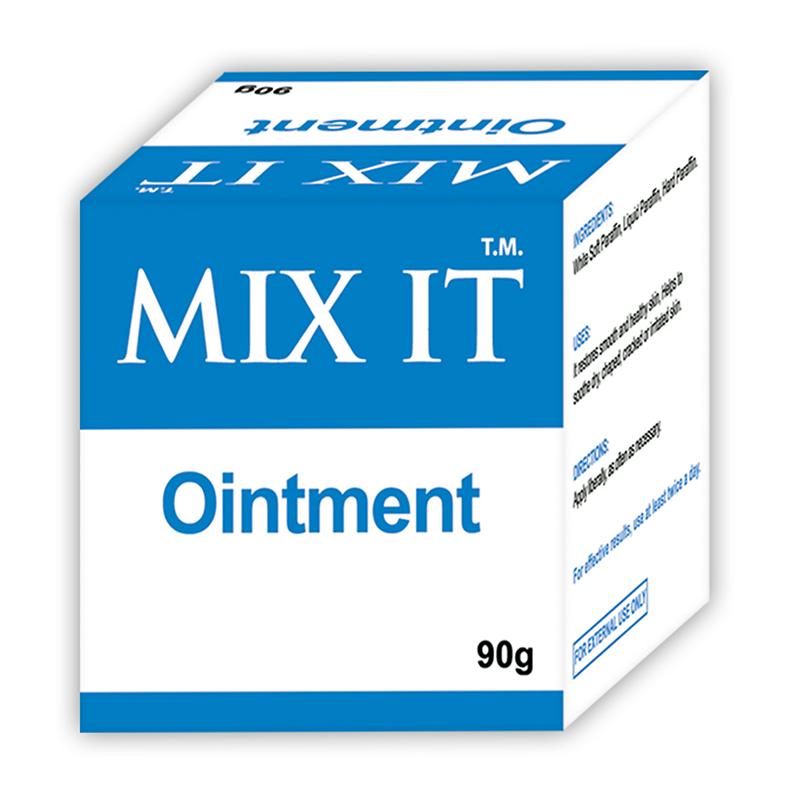 90g
Ointment
MIX IT
T.M.
T.M.
MIX IT
Ointment
90g
INGREDIENTS:
White Soft Paraffin, Liquid Paraffin, Hard Paraffin.
USES:
It restores smooth and healthy skin, Helps to
soothe dry, chaped, cracked or irritated skin.
DIRECTIONS:
Apply liberally, as often as necessary.
For effective results, use at least twice a day.
FOR EXTERNAL USE ONLY